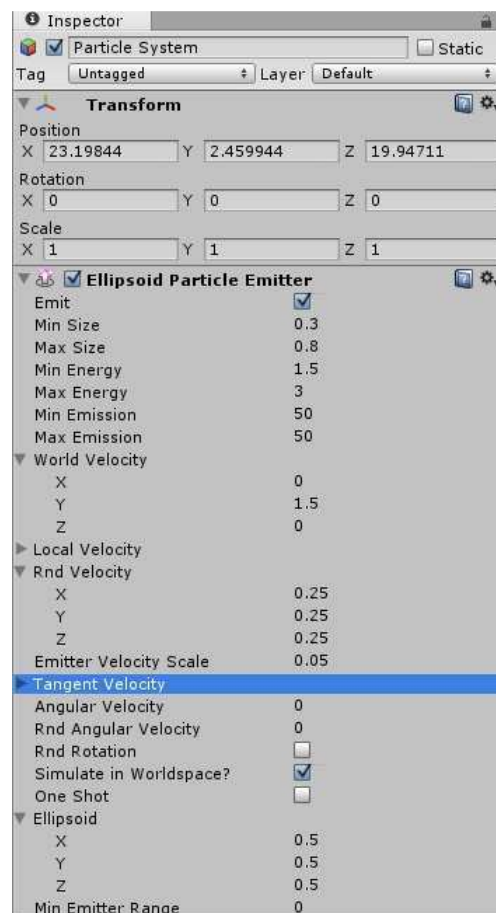 Inspector
Particle System Static
Tag Untagged Layer Default
Transform
Position
X 23.19844 Y 2.459944 Z 19.94711
Rotation
X 0 Y 0 Z 0
Scale
X 1 Y 1 Z 1
Ellipsoid Particle Emitter
Emit
Min Size 0.3
Max Size 0.8
Min Energy 1.5
Max Energy 3
Min Emission 50
Max Emission 50
World Velocity
X 0
Y 1.5
Z 0
Local Velocity
Rnd Velocity
X 0.25
Y 0.25
Z 0.25
Emitter Velocity Scale 0.05
Tangent Velocity
Angular Velocity 0
Rnd Angular Velocity 0
Rnd Rotation
Simulate in Worldspace?
One Shot
Ellipsoid
X 0.5
Y 0.5
Z 0.5
Min Emitter Range 0